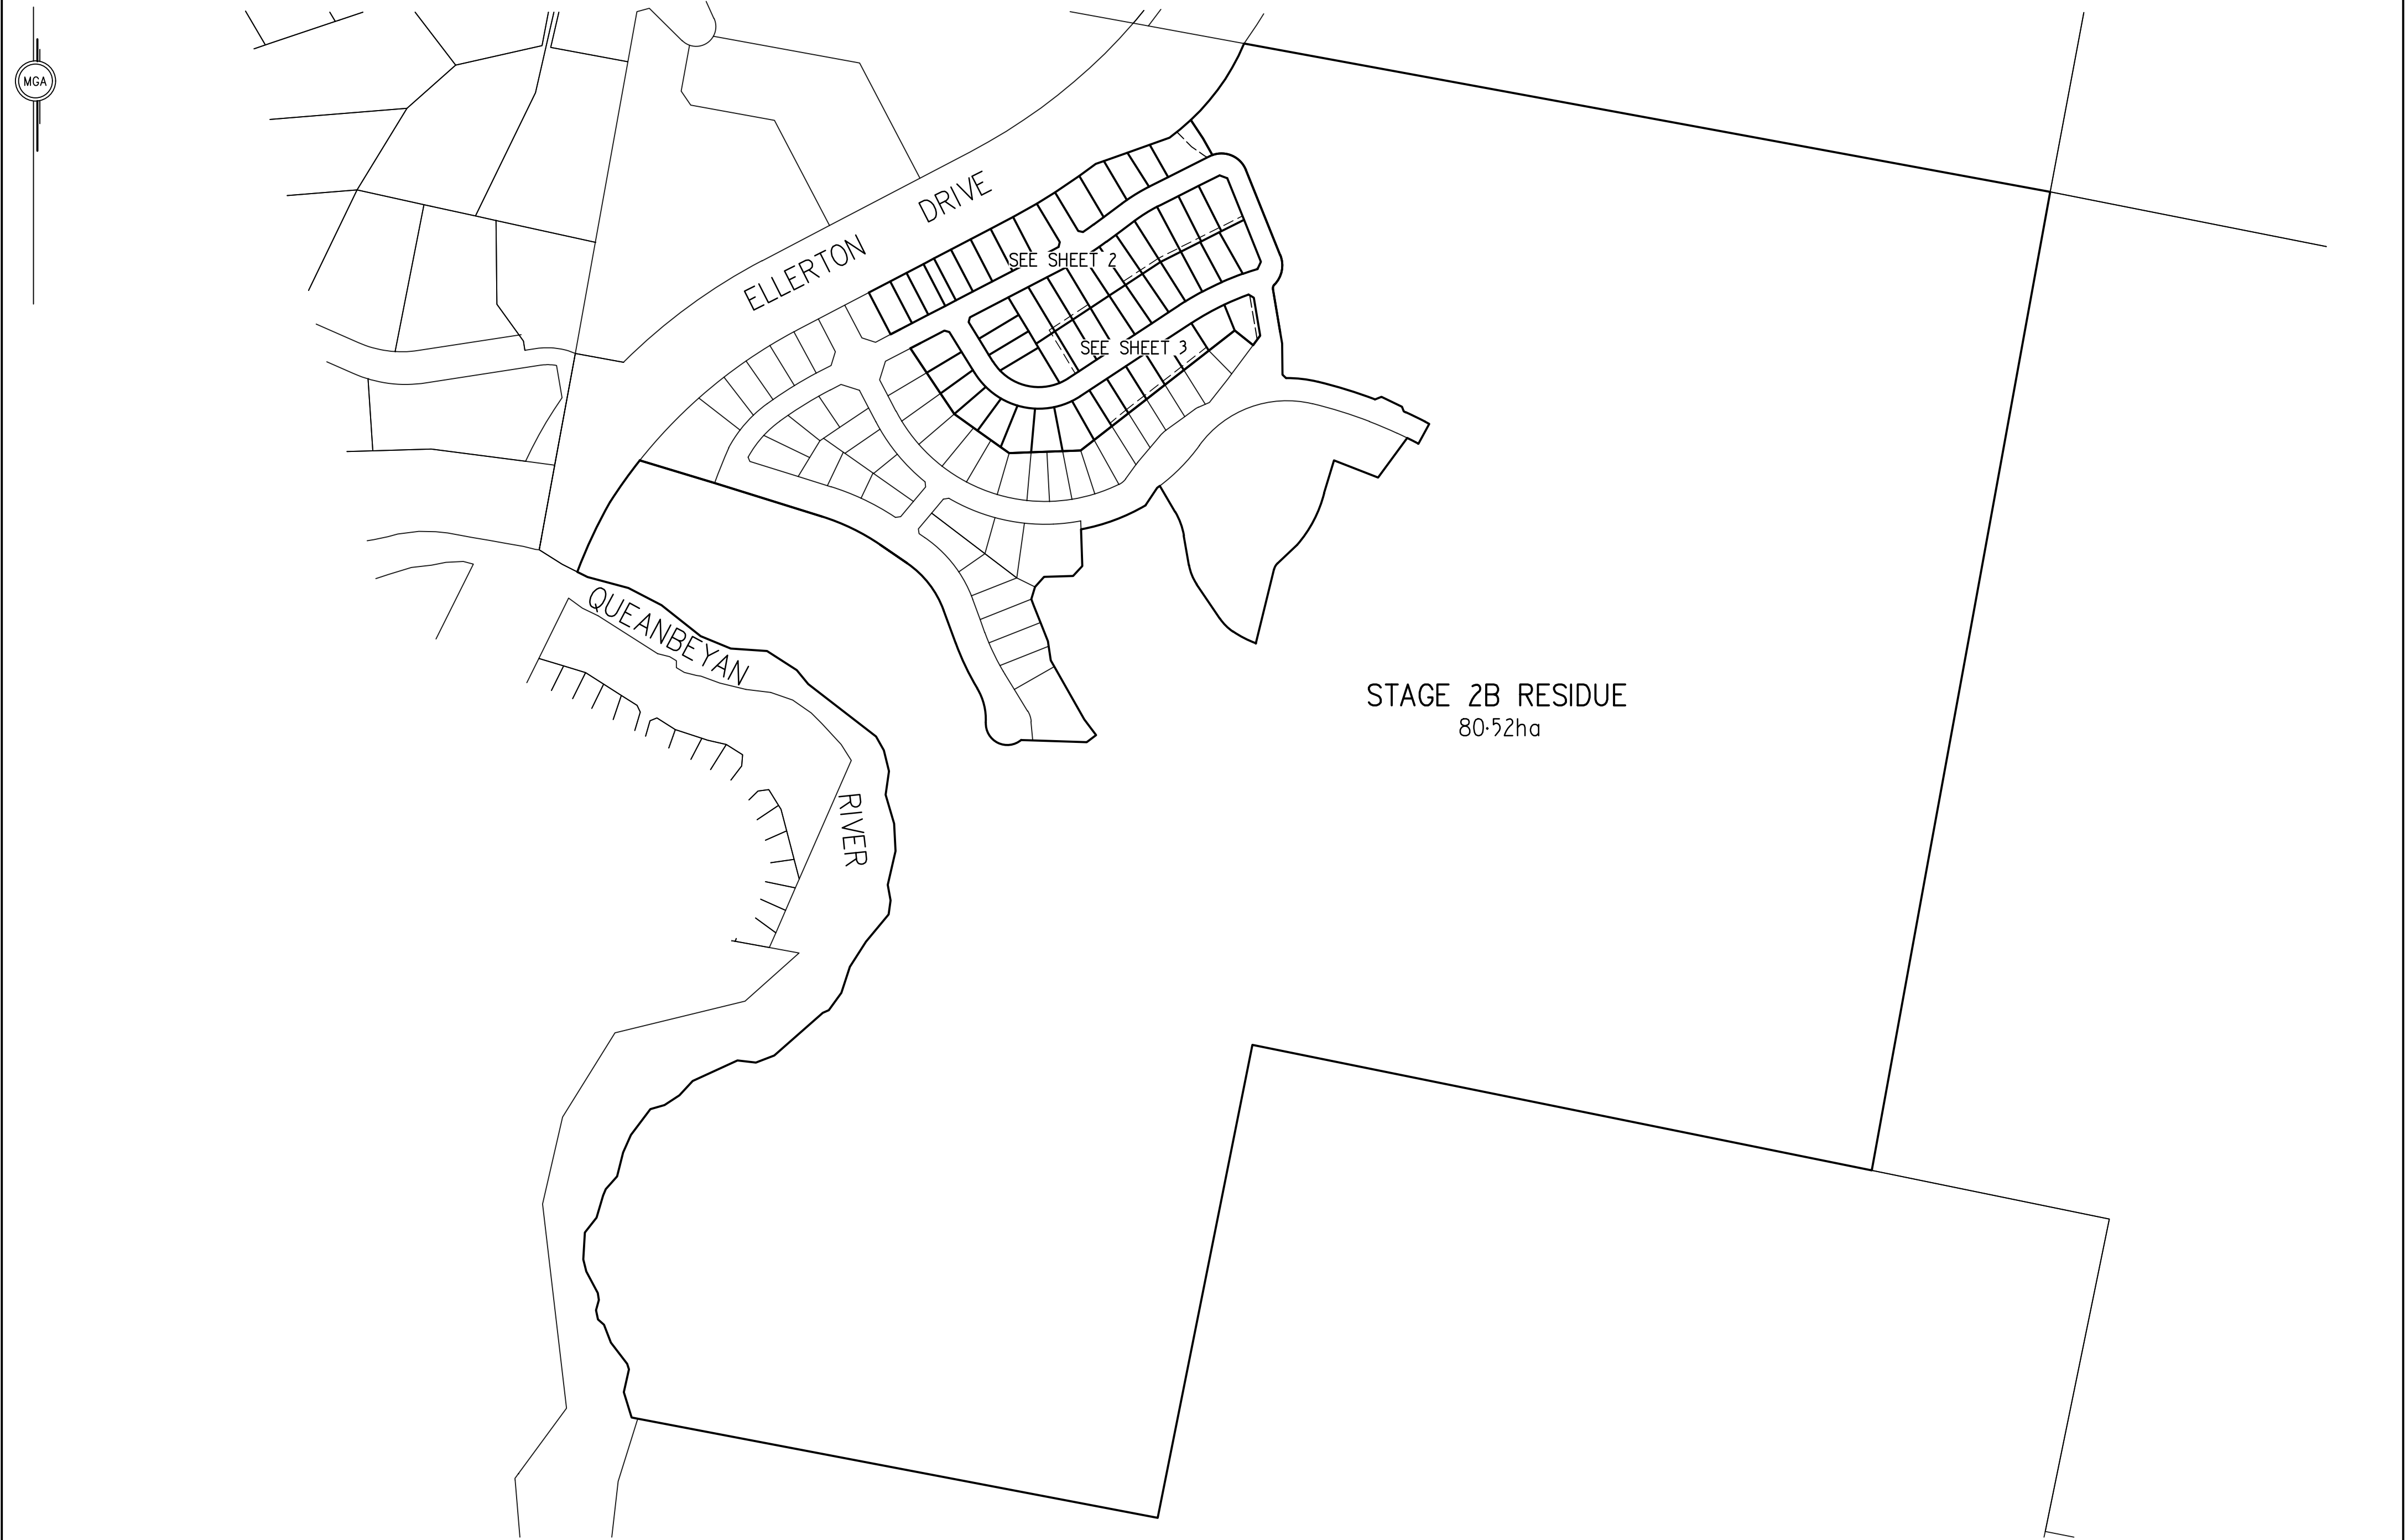 MGA
ELLERTON DRIVE
SEE SHEET 2
SEE SHEET 3
QUEANBEYAN
RIVER
STAGE 2B RESIDUE
80·52ha